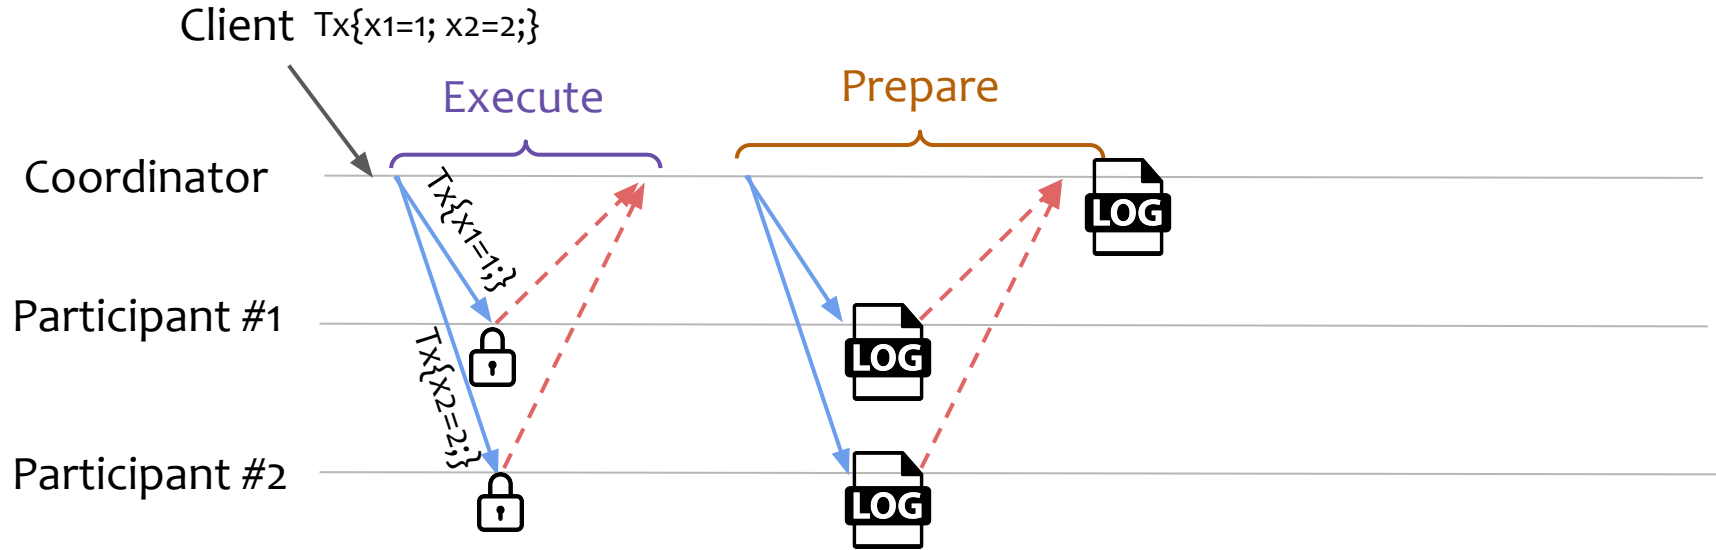 Client Tx{x1=1; x2=2;}
Execute
Prepare
Coordinator
Tx{x1=1;}
LOG
Participant #1
LOG
Tx{x2=2;}
Participant #2
LOG